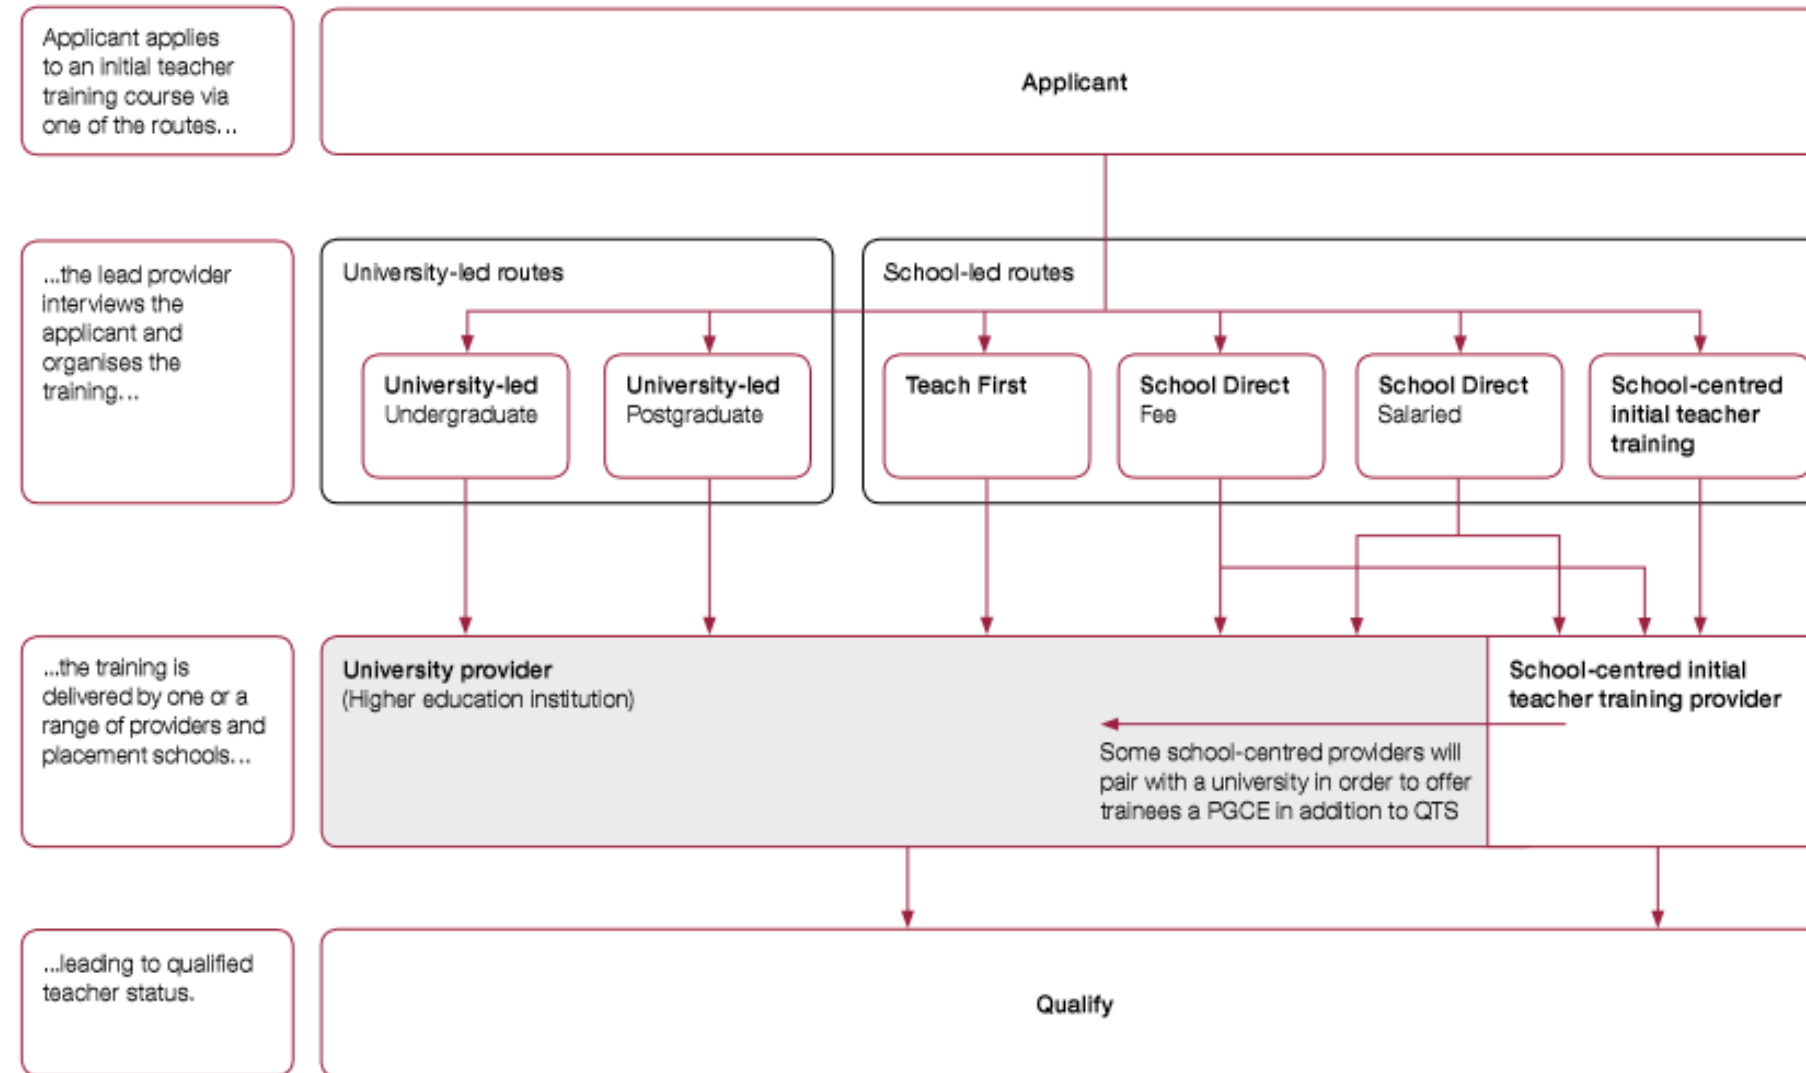 Applicant applies
to an initial teacher
training course via
one of the routes...
Applicant
...the lead provider
interviews the
applicant and
organises the
training...
University-led routes
University-led
Undergraduate
University-led
Postgraduate
School-led routes
Teach First
School Direct
Fee
School Direct
Salaried
School-centred
initial teacher
training
...the training is
delivered by one or a
range of providers and
placement schools...
University provider
(Higher education institution)
Some school-centred providers will
pair with a university in order to offer
trainees a PGCE in addition to QTS
School-centred initial
teacher training provider
...leading to qualified
teacher status.
Qualify